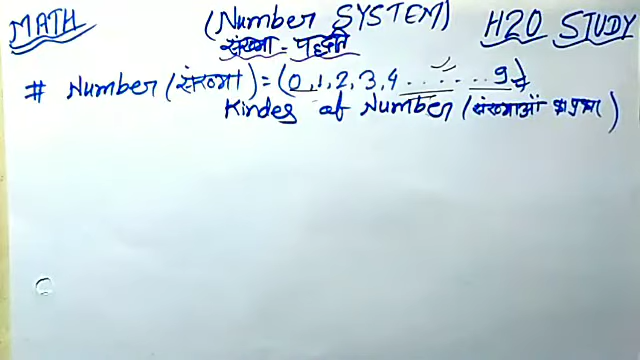 MATH (Number SYSTEM) H2O STUDY
संख्या = पद्धति
# Number (संख्या) = (0, 1, 2, 3, 4 . . . . . . . 9)
Kindes of Number (संख्याओं के प्रकार)